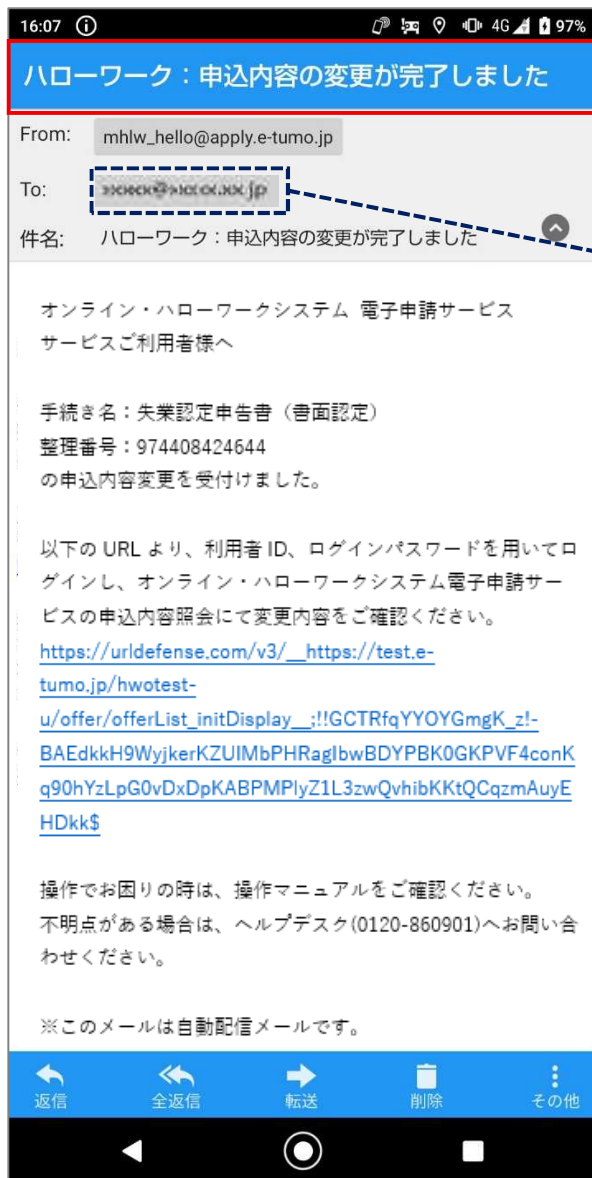 16:07
4G 97%
ハローワーク：申込内容の変更が完了しました
From: mhlw_hello@apply.e-tumo.jp
To:
件名: ハローワーク：申込内容の変更が完了しました
オンライン・ハローワークシステム 電子申請サービス
サービスご利用者様へ
手続き名：失業認定申告書（書面認定）
整理番号：974408424644
の申込内容変更を受付けました。
以下の URL より、利用者 ID、ログインパスワードを用いてロ
グインし、オンライン・ハローワークシステム電子申請サー
ビスの申込内容照会にて変更内容をご確認ください。
https://urldefense.com/v3/__https://test.e-
tumo.jp/hwotest-
u/offer/offerList_initDisplay__;!!GCTRfqYYOYGmgK_z!-
BAEdkkH9WyjkerKZUIMbPHRagIbwBDYPBK0GKPVF4conK
q90hYzLpG0vDxDpKABPMPlyZ1L3zwQvhibKKtQCqzmAuyE
HDkk$
操作でお困りの時は、操作マニュアルをご確認ください。
不明点がある場合は、ヘルプデスク(0120-860901)へお問い合
わせください。
※このメールは自動配信メールです。
返信 全返信 転送 削除 その他